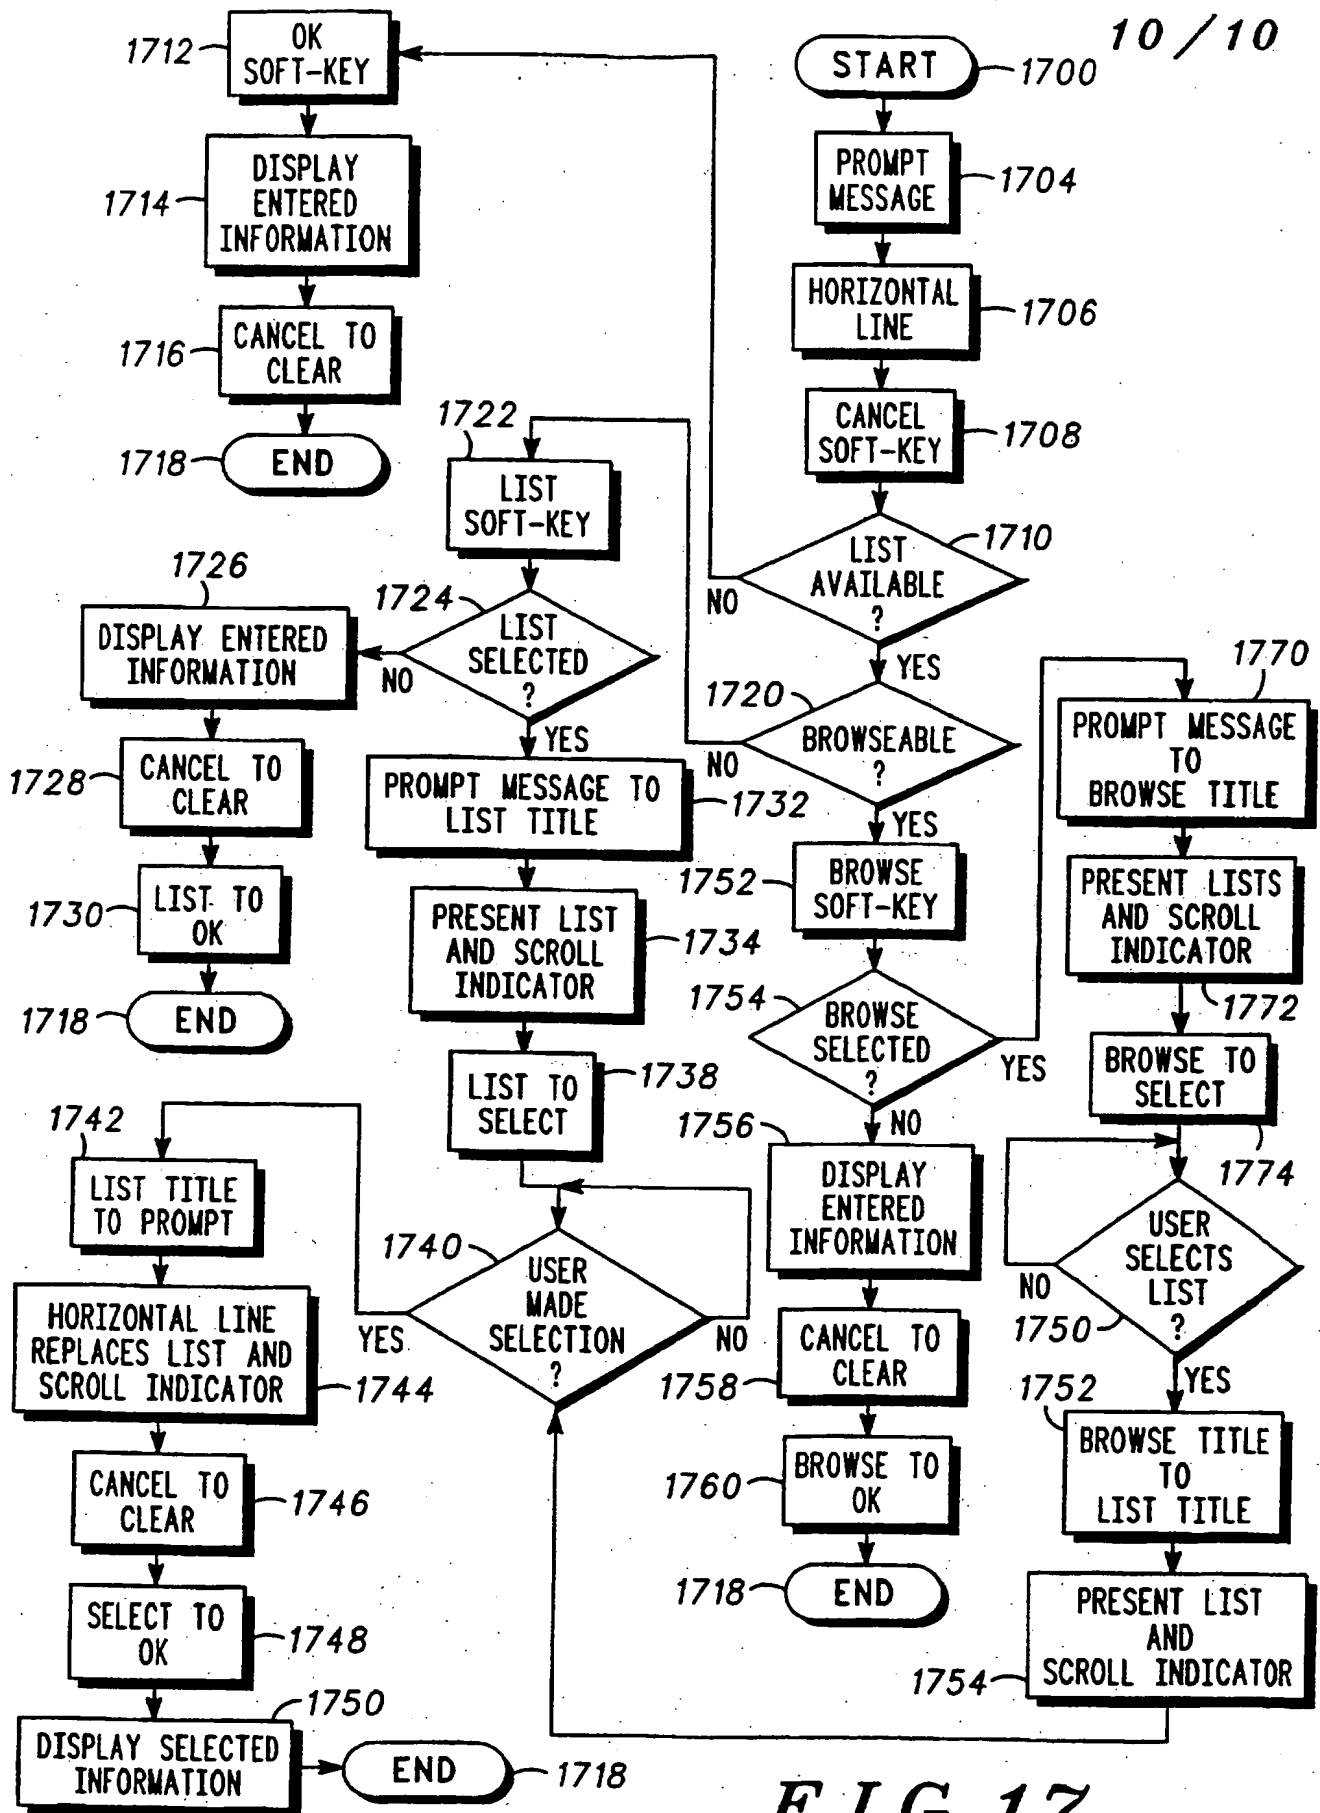 10/10
START
1700
PROMPT
MESSAGE
1704
HORIZONTAL
LINE
1706
CANCEL
SOFT-KEY
1708
LIST
AVAILABLE
?
1710
NO
YES
OK
SOFT-KEY
1712
DISPLAY
ENTERED
INFORMATION
1714
CANCEL TO
CLEAR
1716
END
1718
BROWSEABLE
?
1720
NO
YES
LIST
SOFT-KEY
1722
LIST
SELECTED
?
1724
NO
YES
DISPLAY ENTERED
INFORMATION
1726
CANCEL TO
CLEAR
1728
LIST TO
OK
1730
END
1718
PROMPT MESSAGE TO
LIST TITLE
1732
PRESENT LIST
AND SCROLL
INDICATOR
1734
LIST TO
SELECT
1738
USER
MADE
SELECTION
?
1740
YES
NO
LIST TITLE
TO PROMPT
1742
HORIZONTAL LINE
REPLACES LIST AND
SCROLL INDICATOR
1744
CANCEL TO
CLEAR
1746
SELECT TO
OK
1748
DISPLAY SELECTED
INFORMATION
1750
END
1718
BROWSE
SOFT-KEY
1752
BROWSE
SELECTED
?
1754
YES
NO
DISPLAY
ENTERED
INFORMATION
1756
CANCEL TO
CLEAR
1758
BROWSE TO
OK
1760
END
1718
PROMPT MESSAGE
TO
BROWSE TITLE
1770
PRESENT LISTS
AND SCROLL
INDICATOR
1772
BROWSE TO
SELECT
1774
USER
SELECTS
LIST
?
1750
NO
YES
BROWSE TITLE
TO
LIST TITLE
1752
PRESENT LIST
AND
SCROLL INDICATOR
1754
FIG.17